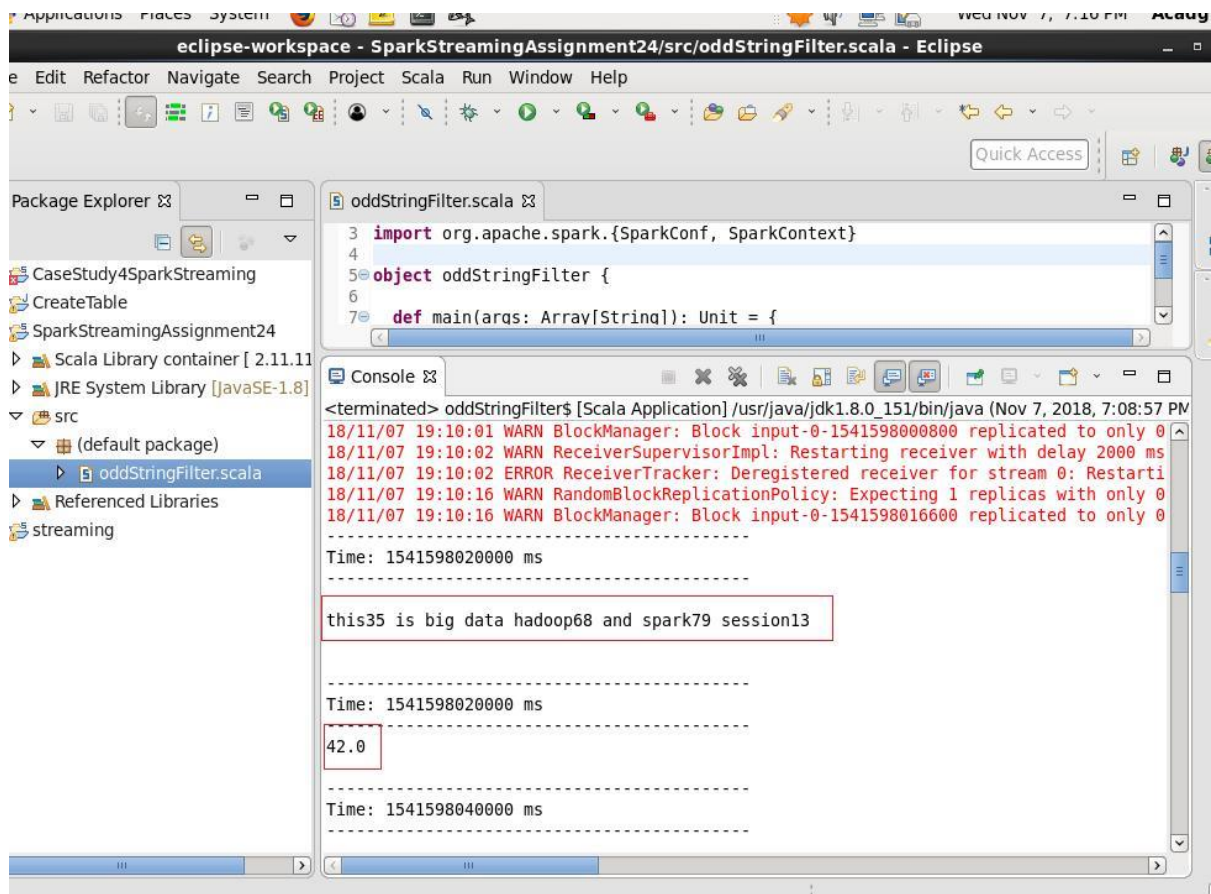 Applications Places System Wed Nov 7, 7:10 PM Acadg
eclipse-workspace - SparkStreamingAssignment24/src/oddStringFilter.scala - Eclipse
e Edit Refactor Navigate Search Project Scala Run Window Help
Quick Access
Package Explorer
CaseStudy4SparkStreaming
CreateTable
SparkStreamingAssignment24
Scala Library container [ 2.11.11
JRE System Library [JavaSE-1.8]
src
(default package)
oddStringFilter.scala
Referenced Libraries
streaming
oddStringFilter.scala
3 import org.apache.spark.{SparkConf, SparkContext}
4
5 object oddStringFilter {
6
7 def main(args: Array[String]): Unit = {
Console
<terminated> oddStringFilter$ [Scala Application] /usr/java/jdk1.8.0_151/bin/java (Nov 7, 2018, 7:08:57 PM
18/11/07 19:10:01 WARN BlockManager: Block input-0-1541598000800 replicated to only 0
18/11/07 19:10:02 WARN ReceiverSupervisorImpl: Restarting receiver with delay 2000 ms
18/11/07 19:10:02 ERROR ReceiverTracker: Deregistered receiver for stream 0: Restarti
18/11/07 19:10:16 WARN RandomBlockReplicationPolicy: Expecting 1 replicas with only 0
18/11/07 19:10:16 WARN BlockManager: Block input-0-1541598016600 replicated to only 0
-------------------------------------------
Time: 1541598020000 ms
-------------------------------------------
this35 is big data hadoop68 and spark79 session13
-------------------------------------------
Time: 1541598020000 ms
-------------------------------------------
42.0
-------------------------------------------
Time: 1541598040000 ms
-------------------------------------------